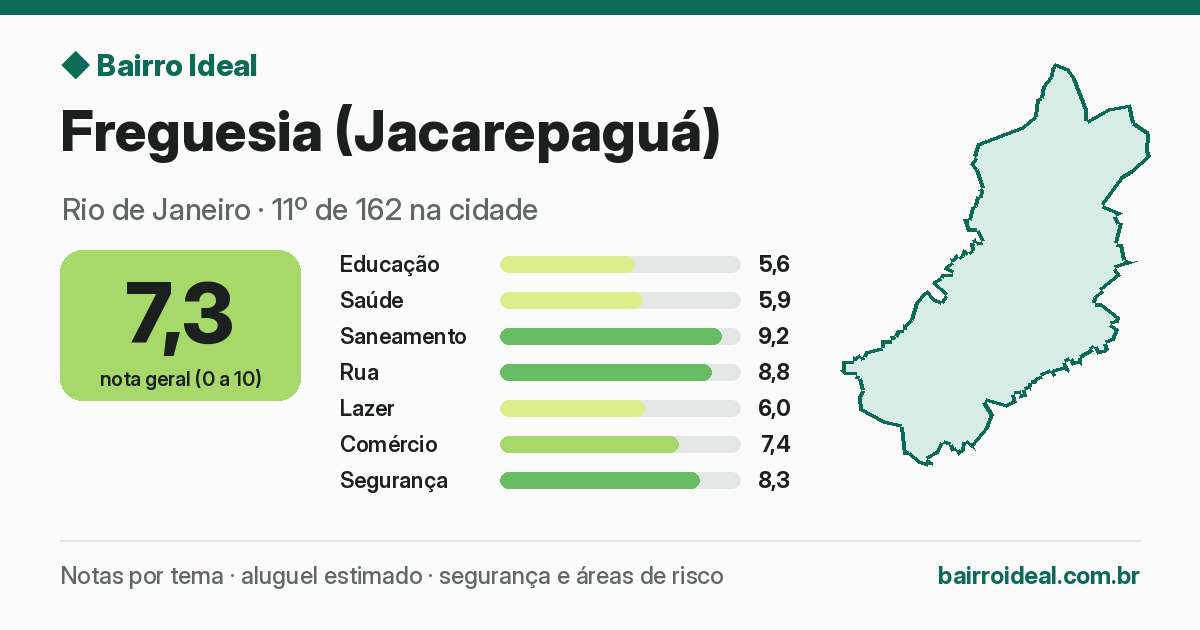 Bairro Ideal
Freguesia (Jacarepaguá)
Rio de Janeiro · 11º de 162 na cidade
7,3
nota geral (0 a 10)
Educação 5,6
Saúde 5,9
Saneamento 9,2
Rua 8,8
Lazer 6,0
Comércio 7,4
Segurança 8,3
Notas por tema · aluguel estimado · segurança e áreas de risco
bairroideal.com.br